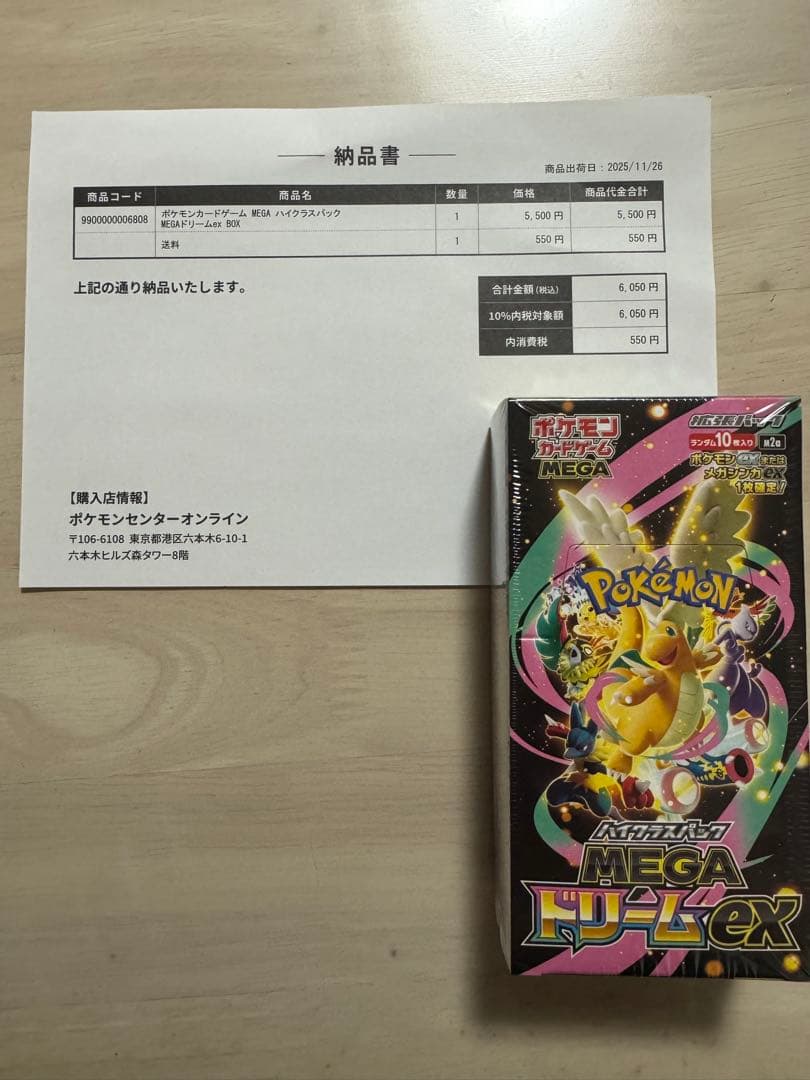 納品書
商品出荷日：2025/11/26
商品コード 商品名 数量 価格 商品代金合計
9900000006808 ポケモンカードゲーム MEGA ハイクラスパック 1 5,500 円 5,500 円
MEGAドリームex BOX
送料 1 550 円 550 円
上記の通り納品いたします。
合計金額(税込) 6,050 円
10%内税対象額 6,050 円
内消費税 550 円
【購入店情報】
ポケモンセンターオンライン
〒106-6108 東京都港区六本木6-10-1
六本木ヒルズ森タワー8階
ポケモン
カードゲーム
MEGA
拡張パック
ランダム10枚入り M2a
ポケモンexまたは
メガシンカex
1枚確定!
POKéMON
ハイクラスパック
MEGA
ドリームex